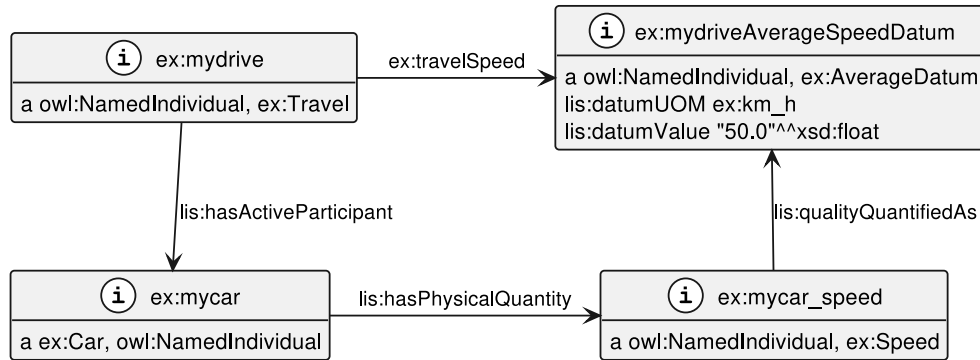 i ex:mydrive
a owl:NamedIndividual, ex:Travel
ex:travelSpeed
i ex:mydriveAverageSpeedDatum
a owl:NamedIndividual, ex:AverageDatum
lis:datumUOM ex:km_h
lis:datumValue "50.0"^^xsd:float
lis:hasActiveParticipant
lis:qualityQuantifiedAs
i ex:mycar
a ex:Car, owl:NamedIndividual
lis:hasPhysicalQuantity
i ex:mycar_speed
a owl:NamedIndividual, ex:Speed